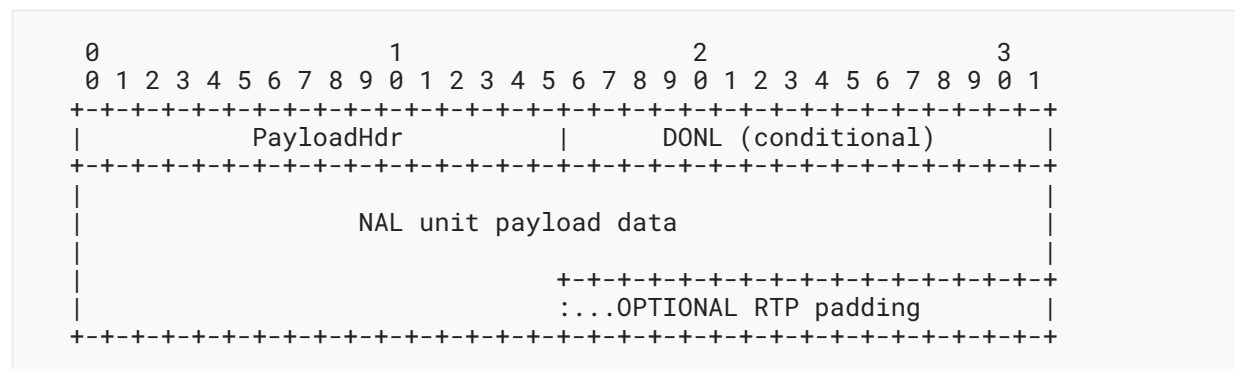 0                   1                   2                   3
 0 1 2 3 4 5 6 7 8 9 0 1 2 3 4 5 6 7 8 9 0 1 2 3 4 5 6 7 8 9 0 1
+-+-+-+-+-+-+-+-+-+-+-+-+-+-+-+-+-+-+-+-+-+-+-+-+-+-+-+-+-+-+-+-+
|           PayloadHdr          |      DONL (conditional)       |
+-+-+-+-+-+-+-+-+-+-+-+-+-+-+-+-+-+-+-+-+-+-+-+-+-+-+-+-+-+-+-+-+
|                                                               |
|                  NAL unit payload data                        |
|                                                               |
|                               +-+-+-+-+-+-+-+-+-+-+-+-+-+-+-+-+
|                               :...OPTIONAL RTP padding        |
+-+-+-+-+-+-+-+-+-+-+-+-+-+-+-+-+-+-+-+-+-+-+-+-+-+-+-+-+-+-+-+-+